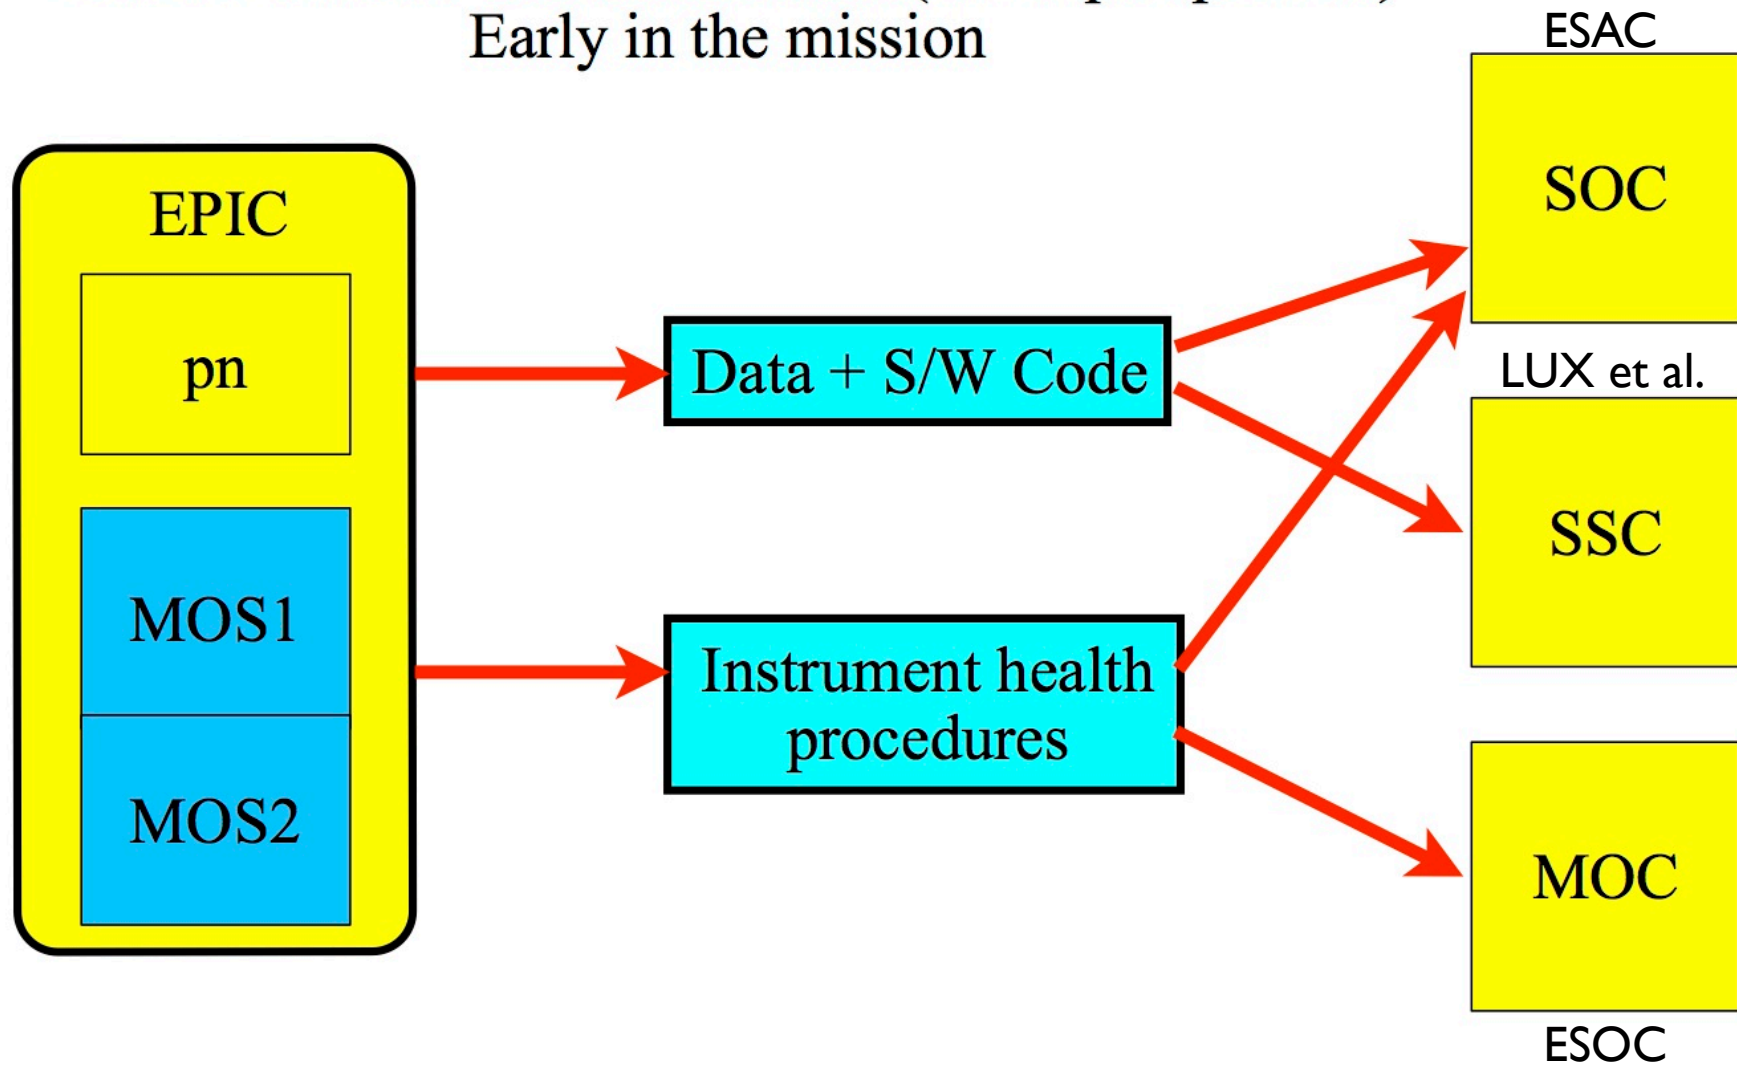 Early in the mission
ESAC
SOC
EPIC
pn
Data + S/W Code
LUX et al.
SSC
MOS1
Instrument health
procedures
MOS2
MOC
ESOC